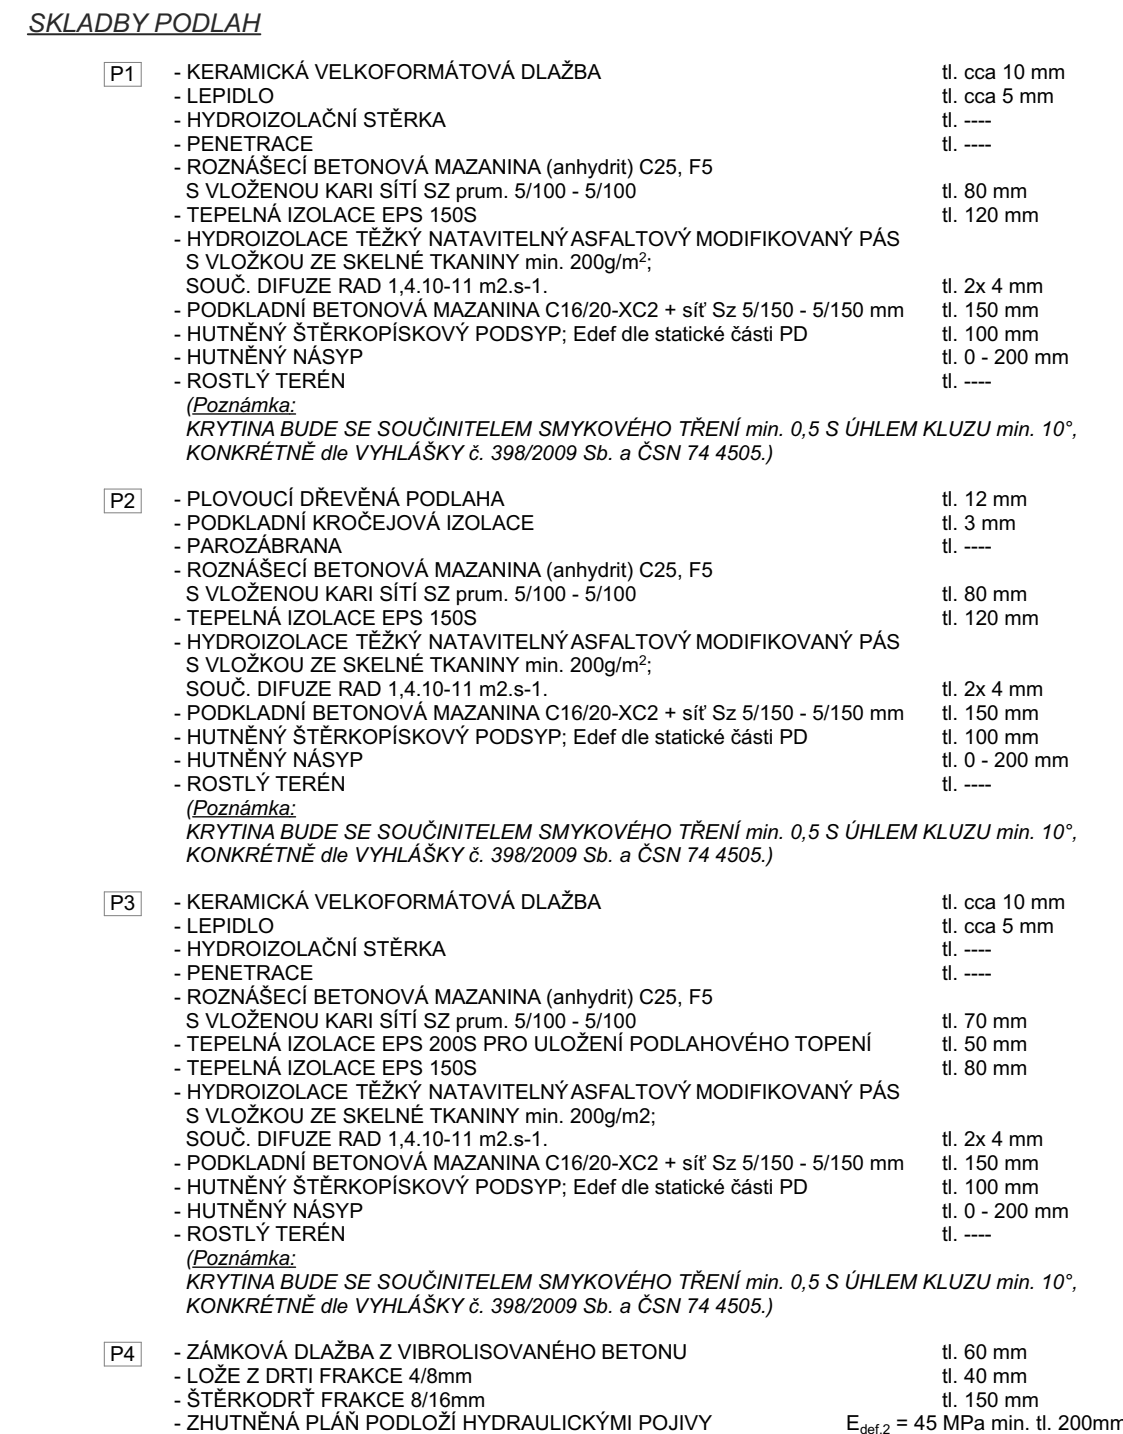 SKLADBY PODLAH
P1 - KERAMICKÁ VELKOFORMÁTOVÁ DLAŽBA tl. cca 10 mm
- LEPIDLO tl. cca 5 mm
- HYDROIZOLAČNÍ STĚRKA tl. ----
- PENETRACE tl. ----
- ROZNÁŠECÍ BETONOVÁ MAZANINA (anhydrit) C25, F5
S VLOŽENOU KARI SÍTÍ SZ prum. 5/100 - 5/100 tl. 80 mm
- TEPELNÁ IZOLACE EPS 150S tl. 120 mm
- HYDROIZOLACE TĚŽKÝ NATAVITELNÝ ASFALTOVÝ MODIFIKOVANÝ PÁS
S VLOŽKOU ZE SKELNÉ TKANINY min. 200g/m²;
SOUČ. DIFUZE RAD 1,4.10-11 m2.s-1. tl. 2x 4 mm
- PODKLADNÍ BETONOVÁ MAZANINA C16/20-XC2 + síť Sz 5/150 - 5/150 mm tl. 150 mm
- HUTNĚNÝ ŠTĚRKOPÍSKOVÝ PODSYP; Edef dle statické části PD tl. 100 mm
- HUTNĚNÝ NÁSYP tl. 0 - 200 mm
- ROSTLÝ TERÉN tl. ----
(Poznámka:
KRYTINA BUDE SE SOUČINITELEM SMYKOVÉHO TŘENÍ min. 0,5 S ÚHLEM KLUZU min. 10°,
KONKRÉTNĚ dle VYHLÁŠKY č. 398/2009 Sb. a ČSN 74 4505.)
P2 - PLOVOUCÍ DŘEVĚNÁ PODLAHA tl. 12 mm
- PODKLADNÍ KROČEJOVÁ IZOLACE tl. 3 mm
- PAROZÁBRANA tl. ----
- ROZNÁŠECÍ BETONOVÁ MAZANINA (anhydrit) C25, F5
S VLOŽENOU KARI SÍTÍ SZ prum. 5/100 - 5/100 tl. 80 mm
- TEPELNÁ IZOLACE EPS 150S tl. 120 mm
- HYDROIZOLACE TĚŽKÝ NATAVITELNÝ ASFALTOVÝ MODIFIKOVANÝ PÁS
S VLOŽKOU ZE SKELNÉ TKANINY min. 200g/m²;
SOUČ. DIFUZE RAD 1,4.10-11 m2.s-1. tl. 2x 4 mm
- PODKLADNÍ BETONOVÁ MAZANINA C16/20-XC2 + síť Sz 5/150 - 5/150 mm tl. 150 mm
- HUTNĚNÝ ŠTĚRKOPÍSKOVÝ PODSYP; Edef dle statické části PD tl. 100 mm
- HUTNĚNÝ NÁSYP tl. 0 - 200 mm
- ROSTLÝ TERÉN tl. ----
(Poznámka:
KRYTINA BUDE SE SOUČINITELEM SMYKOVÉHO TŘENÍ min. 0,5 S ÚHLEM KLUZU min. 10°,
KONKRÉTNĚ dle VYHLÁŠKY č. 398/2009 Sb. a ČSN 74 4505.)
P3 - KERAMICKÁ VELKOFORMÁTOVÁ DLAŽBA tl. cca 10 mm
- LEPIDLO tl. cca 5 mm
- HYDROIZOLAČNÍ STĚRKA tl. ----
- PENETRACE tl. ----
- ROZNÁŠECÍ BETONOVÁ MAZANINA (anhydrit) C25, F5
S VLOŽENOU KARI SÍTÍ SZ prum. 5/100 - 5/100 tl. 70 mm
- TEPELNÁ IZOLACE EPS 200S PRO ULOŽENÍ PODLAHOVÉHO TOPENÍ tl. 50 mm
- TEPELNÁ IZOLACE EPS 150S tl. 80 mm
- HYDROIZOLACE TĚŽKÝ NATAVITELNÝ ASFALTOVÝ MODIFIKOVANÝ PÁS
S VLOŽKOU ZE SKELNÉ TKANINY min. 200g/m2;
SOUČ. DIFUZE RAD 1,4.10-11 m2.s-1. tl. 2x 4 mm
- PODKLADNÍ BETONOVÁ MAZANINA C16/20-XC2 + síť Sz 5/150 - 5/150 mm tl. 150 mm
- HUTNĚNÝ ŠTĚRKOPÍSKOVÝ PODSYP; Edef dle statické části PD tl. 100 mm
- HUTNĚNÝ NÁSYP tl. 0 - 200 mm
- ROSTLÝ TERÉN tl. ----
(Poznámka:
KRYTINA BUDE SE SOUČINITELEM SMYKOVÉHO TŘENÍ min. 0,5 S ÚHLEM KLUZU min. 10°,
KONKRÉTNĚ dle VYHLÁŠKY č. 398/2009 Sb. a ČSN 74 4505.)
P4 - ZÁMKOVÁ DLAŽBA Z VIBROLISOVANÉHO BETONU tl. 60 mm
- LOŽE Z DRTI FRAKCE 4/8mm tl. 40 mm
- ŠTĚRKODRŤ FRAKCE 8/16mm tl. 150 mm
- ZHUTNĚNÁ PLÁŇ PODLOŽÍ HYDRAULICKÝMI POJIVY Edef.2 = 45 MPa min. tl. 200mm